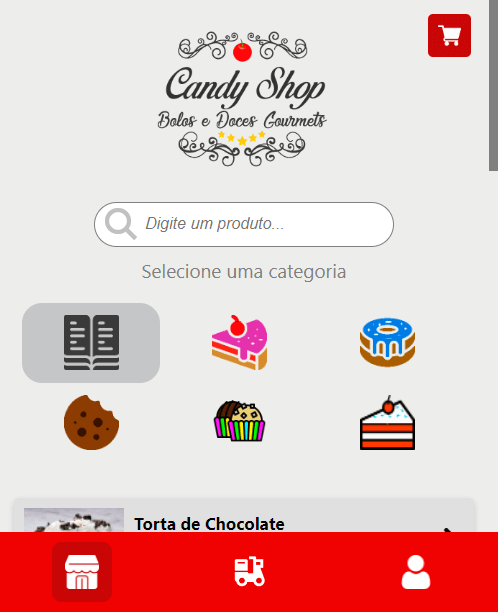 Candy Shop
Bolos e Doces Gourmets
Digite um produto...
Selecione uma categoria
Torta de Chocolate